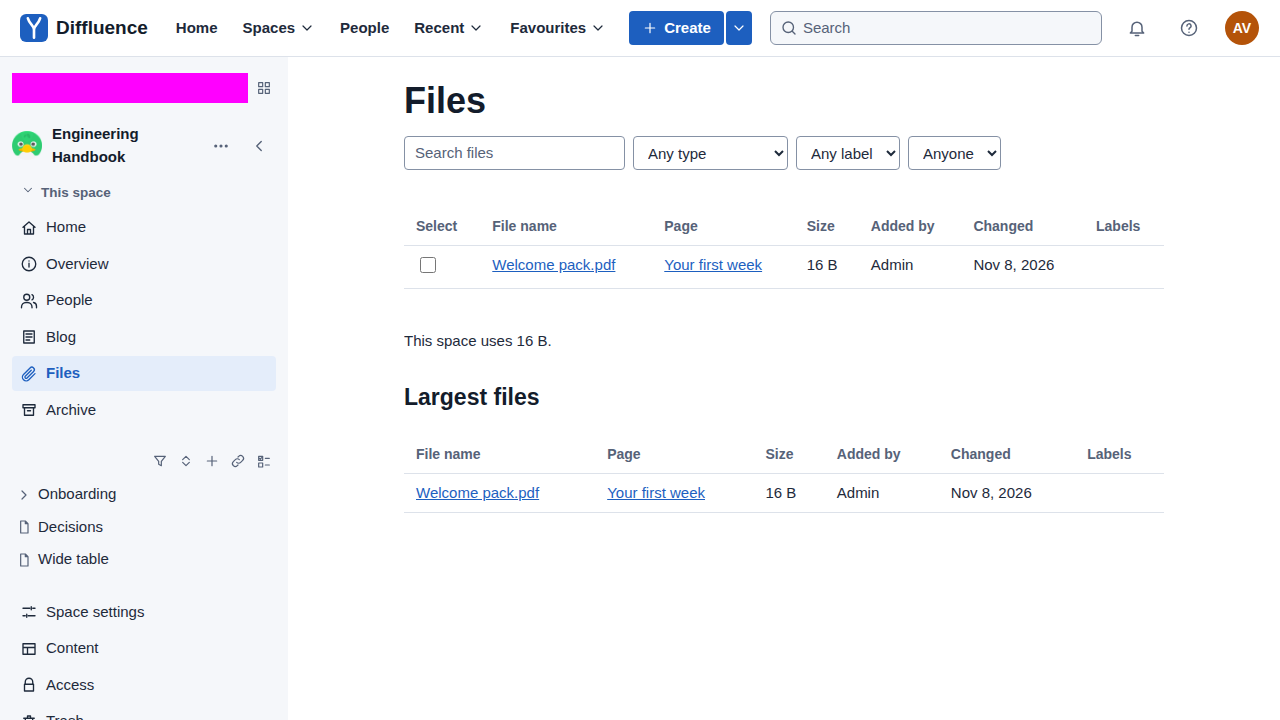 Diffluence Home Spaces People Recent Favourites Create Search AV
Engineering
Handbook
This space
Home
Overview
People
Blog
Files
Archive
Onboarding
Decisions
Wide table
Space settings
Content
Access
Trash
Files
Search files Any type Any label Anyone
Select File name Page Size Added by Changed Labels
Welcome pack.pdf Your first week 16 B Admin Nov 8, 2026
This space uses 16 B.
Largest files
File name Page Size Added by Changed Labels
Welcome pack.pdf Your first week 16 B Admin Nov 8, 2026